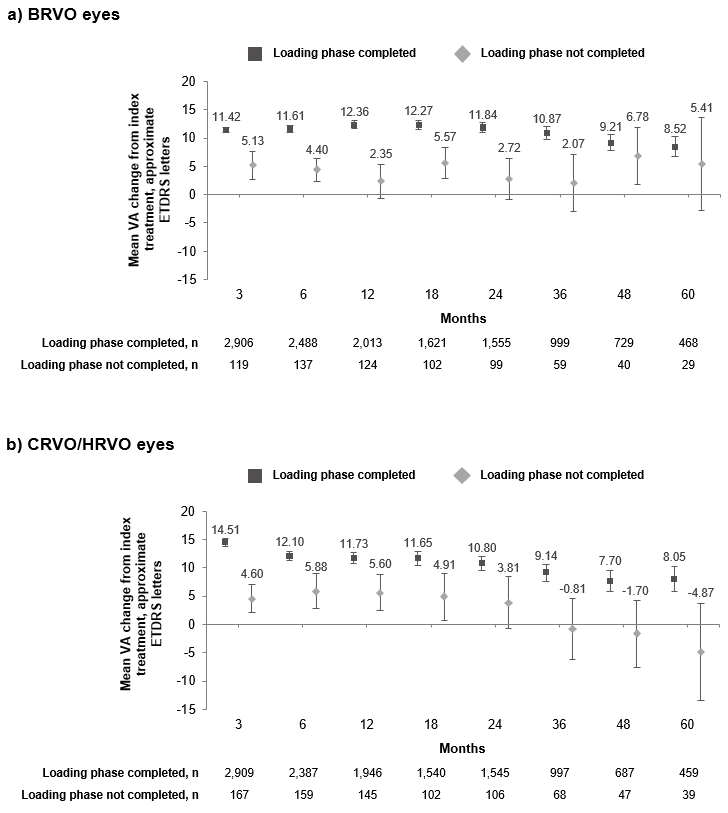 a) BRVO eyes
Loading phase completed
Loading phase not completed
Mean VA change from index
treatment, approximate
ETDRS letters
20
15
10
5
0
-5
-10
-15
11.42
5.13
11.61
4.40
12.36
2.35
12.27
5.57
11.84
2.72
10.87
2.07
9.21
6.78
8.52
5.41
3 6 12 18 24 36 48 60
Months
Loading phase completed, n 2,906 2,488 2,013 1,621 1,555 999 729 468
Loading phase not completed, n 119 137 124 102 99 59 40 29
b) CRVO/HRVO eyes
Loading phase completed
Loading phase not completed
Mean VA change from index
treatment, approximate
ETDRS letters
20
15
10
5
0
-5
-10
-15
14.51
4.60
12.10
5.88
11.73
5.60
11.65
4.91
10.80
3.81
9.14
-0.81
7.70
-1.70
8.05
-4.87
3 6 12 18 24 36 48 60
Months
Loading phase completed, n 2,909 2,387 1,946 1,540 1,545 997 687 459
Loading phase not completed, n 167 159 145 102 106 68 47 39